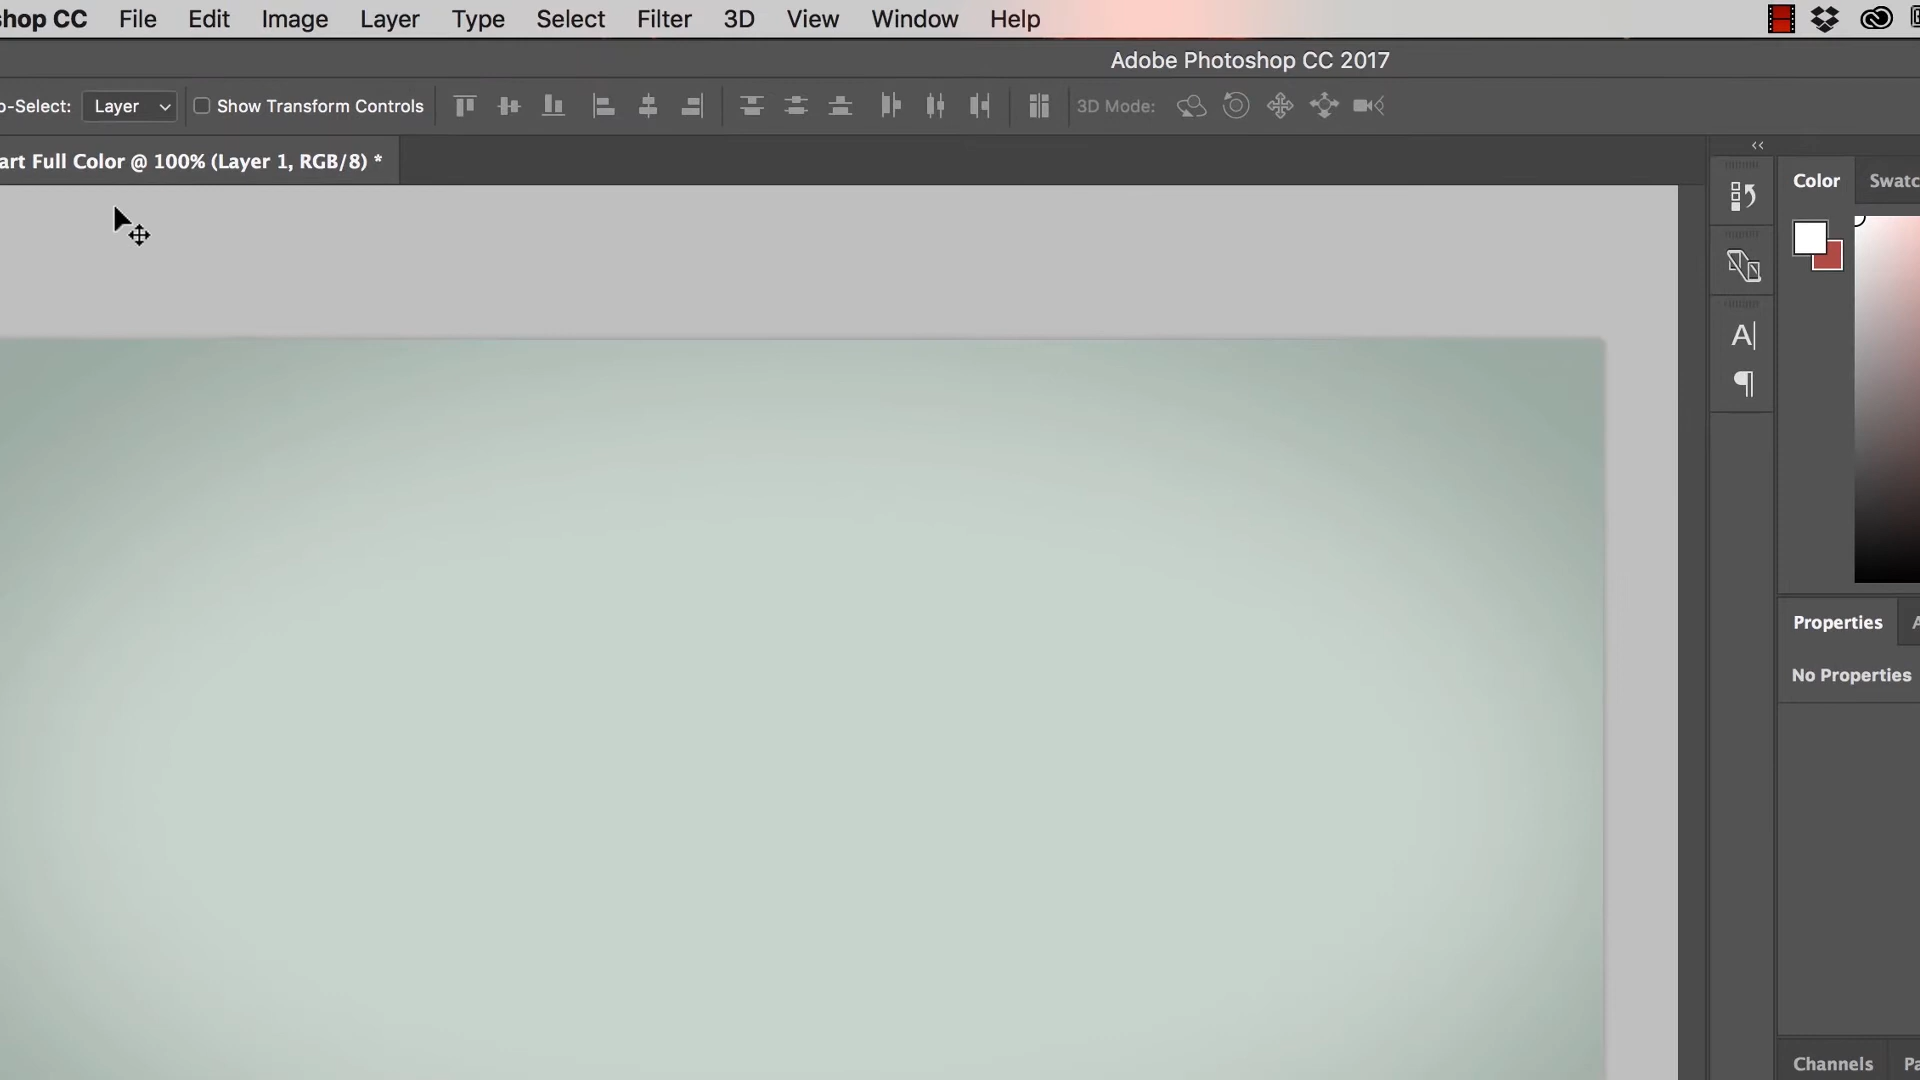 shop CC File Edit Image Layer Type Select Filter 3D View Window Help
Adobe Photoshop CC 2017
o-Select: Layer Show Transform Controls 3D Mode:
art Full Color @ 100% (Layer 1, RGB/8) *
Color Swatc
A|
¶
Properties A
No Properties
Channels Pa